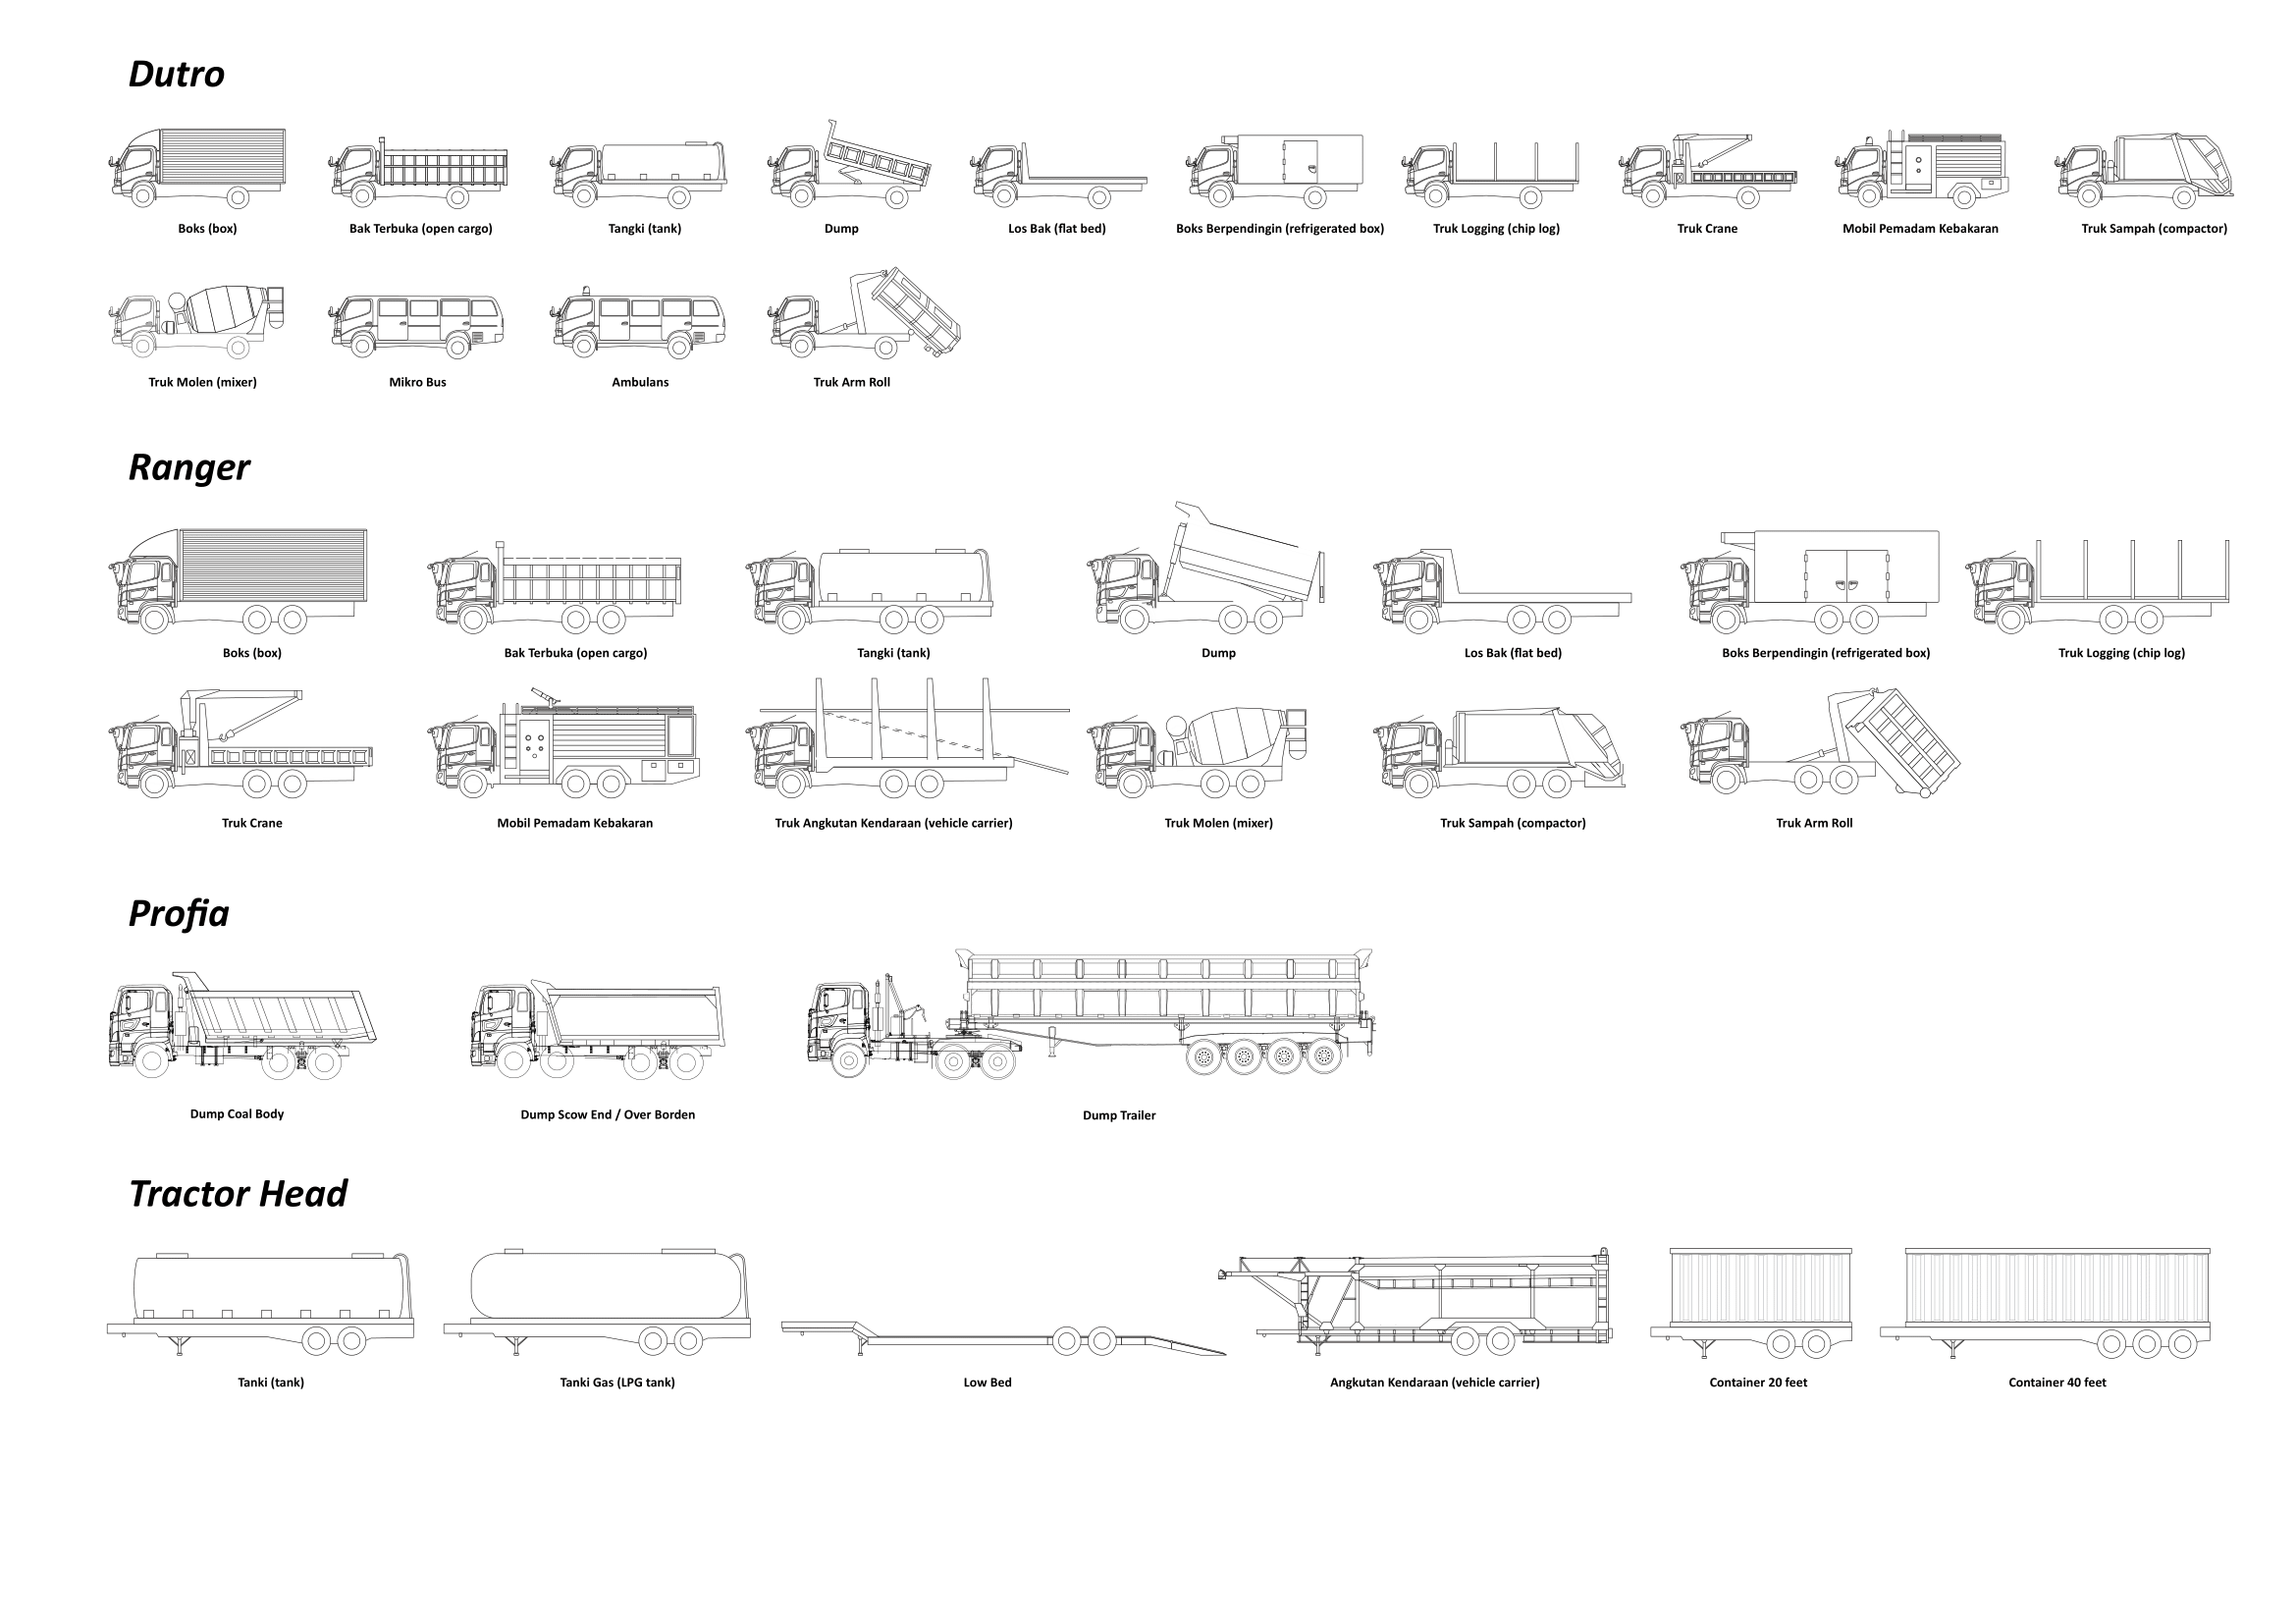 Dutro
Boks (box)
Bak Terbuka (open cargo)
Tangki (tank)
Dump
Los Bak (flat bed)
Boks Berpendingin (refrigerated box)
Truk Logging (chip log)
Truk Crane
Mobil Pemadam Kebakaran
Truk Sampah (compactor)
Truk Molen (mixer)
Mikro Bus
Ambulans
Truk Arm Roll
Ranger
Boks (box)
Bak Terbuka (open cargo)
Tangki (tank)
Dump
Los Bak (flat bed)
Boks Berpendingin (refrigerated box)
Truk Logging (chip log)
Truk Crane
Mobil Pemadam Kebakaran
Truk Angkutan Kendaraan (vehicle carrier)
Truk Molen (mixer)
Truk Sampah (compactor)
Truk Arm Roll
Profia
Dump Coal Body
Dump Scow End / Over Borden
Dump Trailer
Tractor Head
Tanki (tank)
Tanki Gas (LPG tank)
Low Bed
Angkutan Kendaraan (vehicle carrier)
Container 20 feet
Container 40 feet